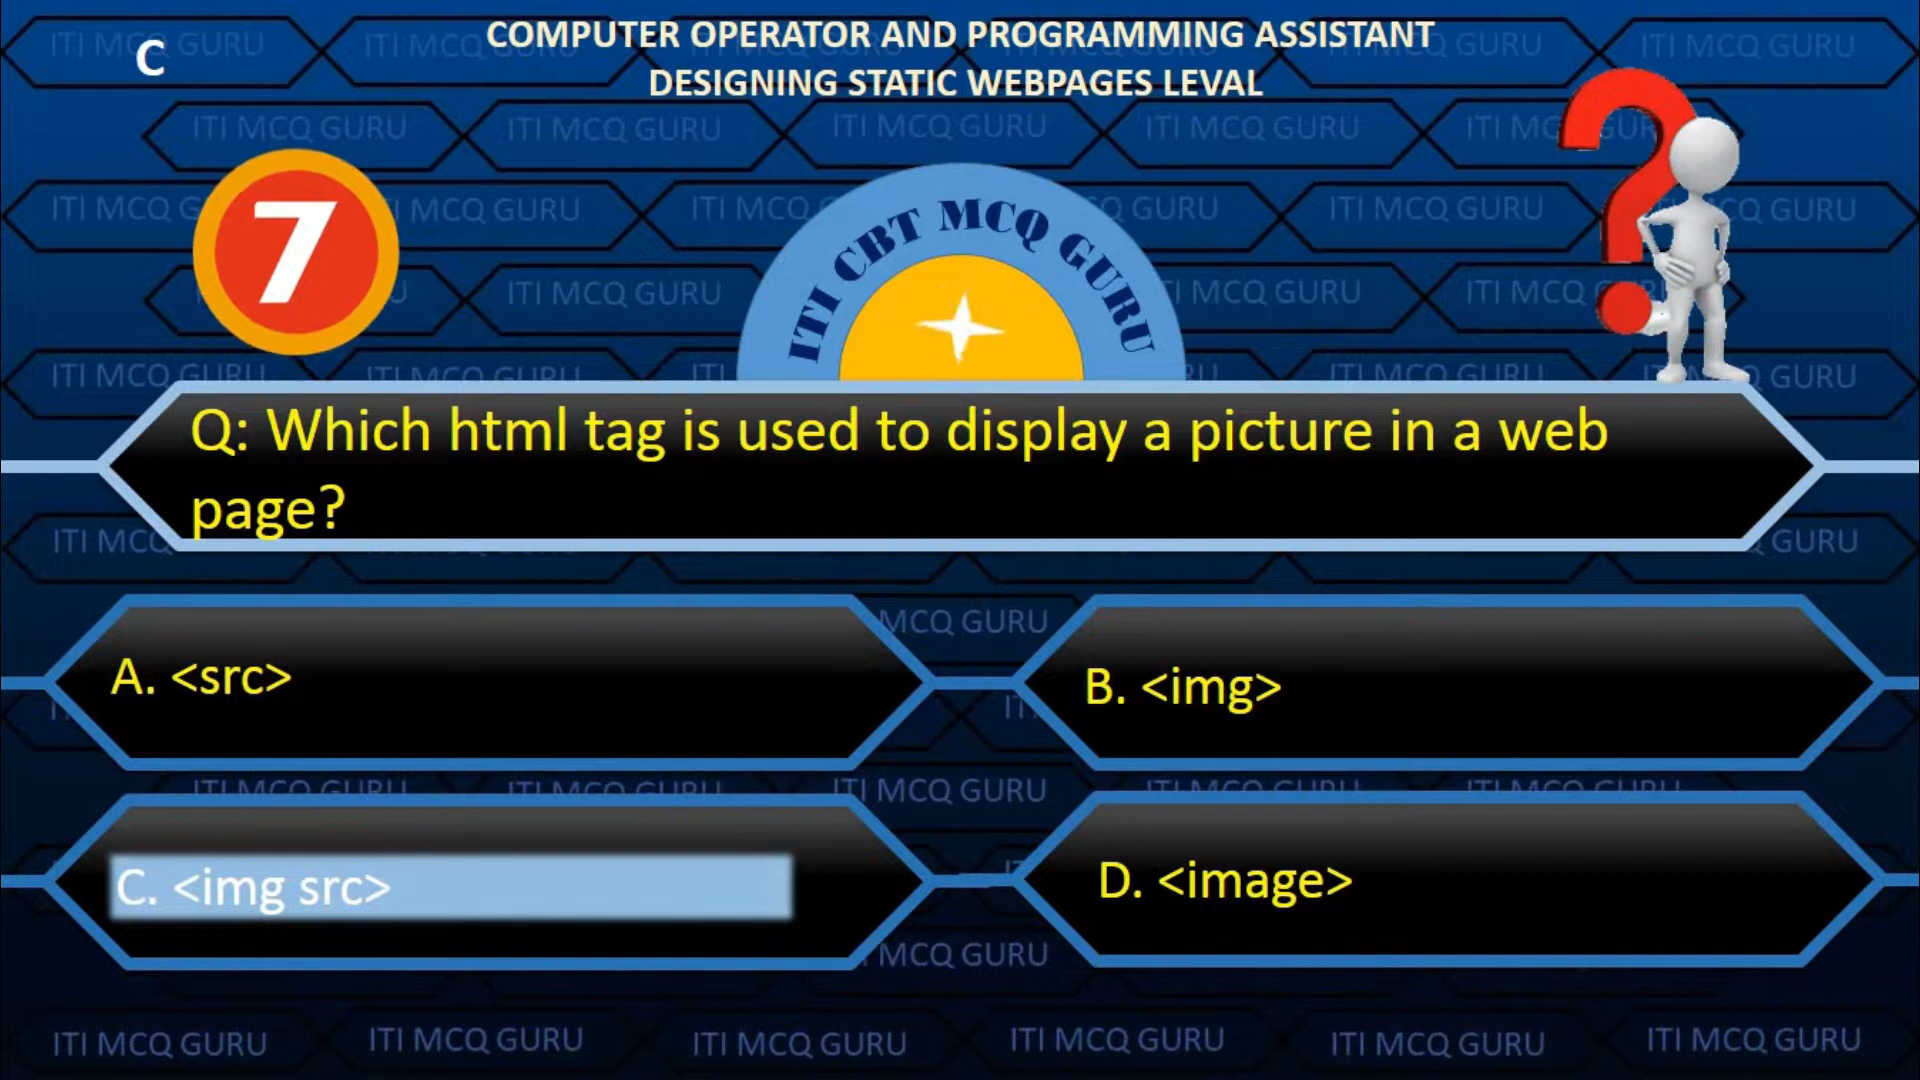 C
COMPUTER OPERATOR AND PROGRAMMING ASSISTANT
DESIGNING STATIC WEBPAGES LEVAL
7
ITI CBT MCQ GURU
Q: Which html tag is used to display a picture in a web
page?
A. <src>
B. <img>
C. <img src>
D. <image>
ITI MCQ GURU ITI MCQ GURU ITI MCQ GURU ITI MCQ GURU ITI MCQ GURU ITI MCQ GURU